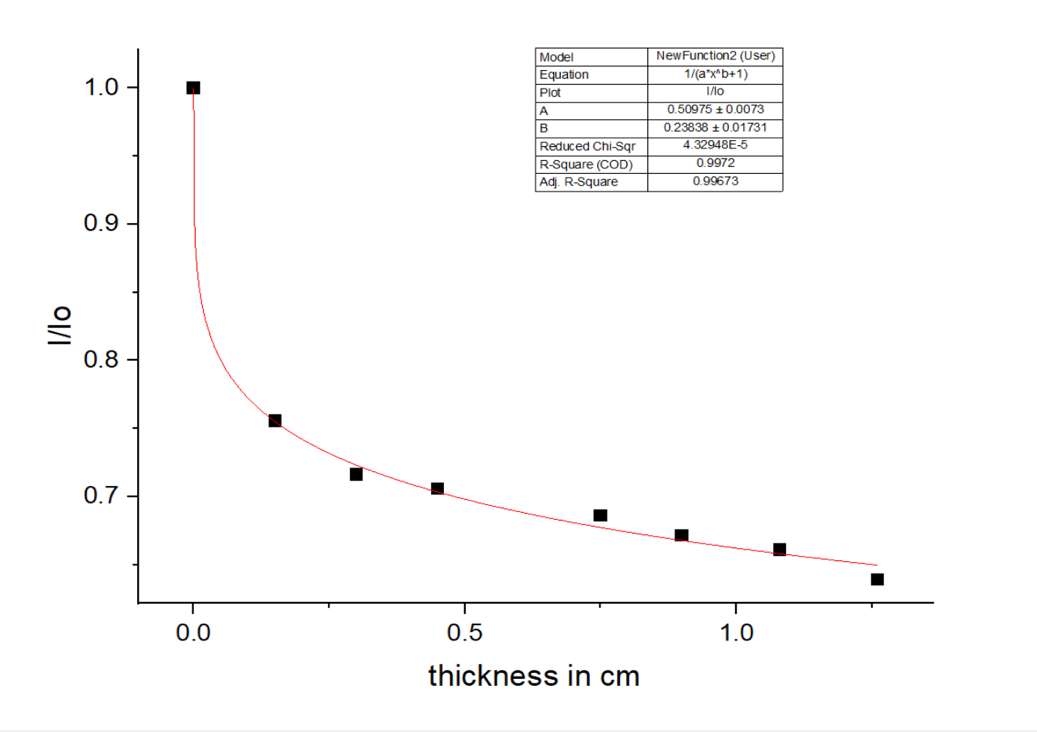 Model NewFunction2 (User)
Equation 1/(a*x^b+1)
Plot I/Io
A 0.50975 ± 0.0073
B 0.23838 ± 0.01731
Reduced Chi-Sqr 4.32948E-5
R-Square (COD) 0.9972
Adj. R-Square 0.99673
1.0
0.9
0.8
0.7
I/Io
0.0 0.5 1.0
thickness in cm